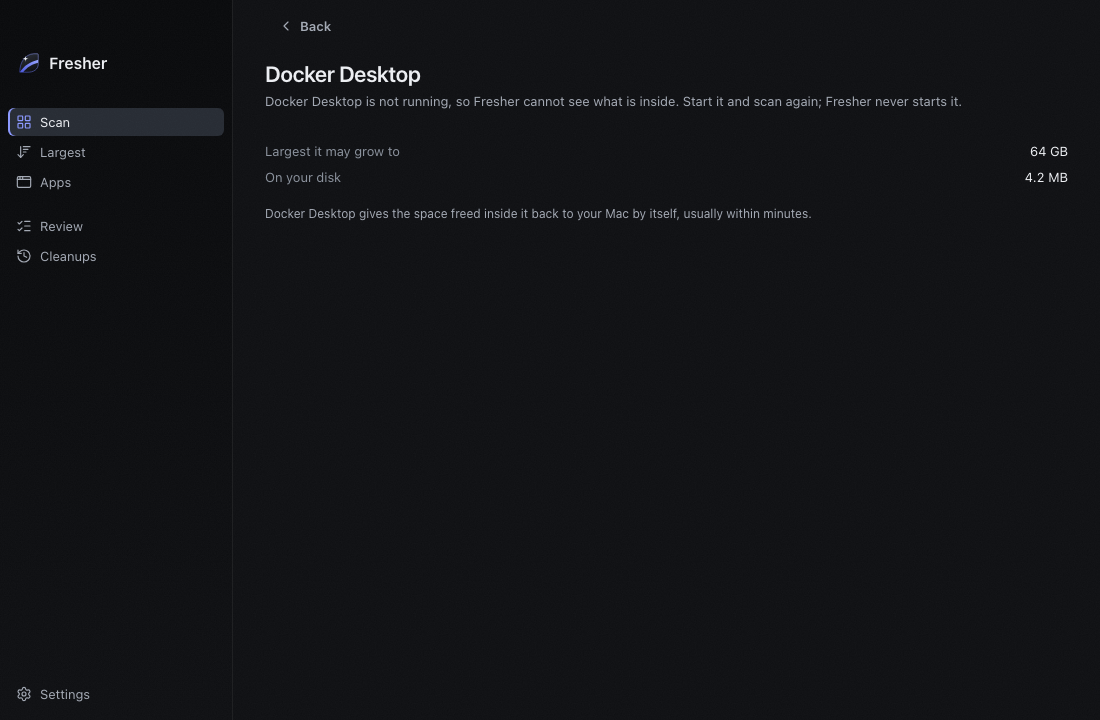 Back
Fresher
Docker Desktop
Docker Desktop is not running, so Fresher cannot see what is inside. Start it and scan again; Fresher never starts it.
Scan
Largest
Apps
Review
Cleanups
Largest it may grow to 64 GB
On your disk 4.2 MB
Docker Desktop gives the space freed inside it back to your Mac by itself, usually within minutes.
Settings